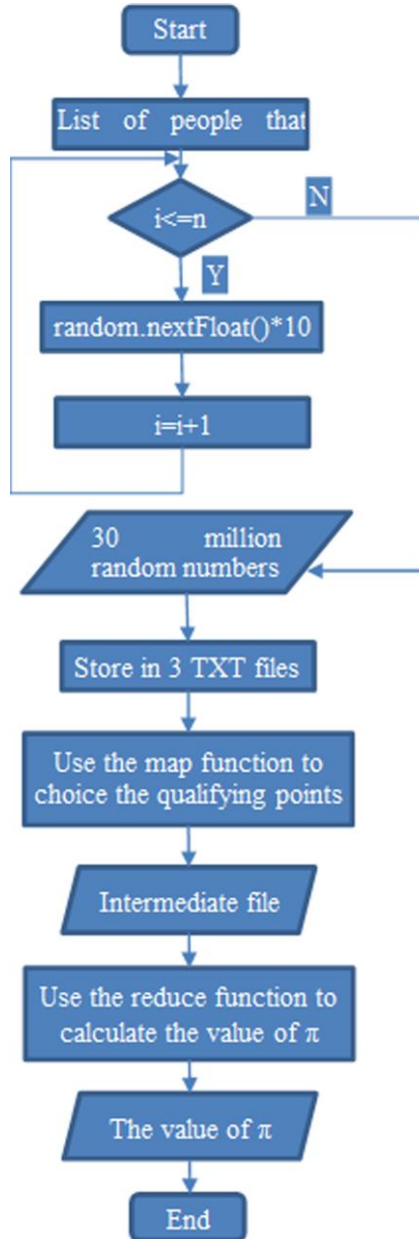 Start
List of people that
i<=n
N
Y
random.nextFloat()*10
i=i+1
30 million
random numbers
Store in 3 TXT files
Use the map function to
choice the qualifying points
Intermediate file
Use the reduce function to
calculate the value of π
The value of π
End